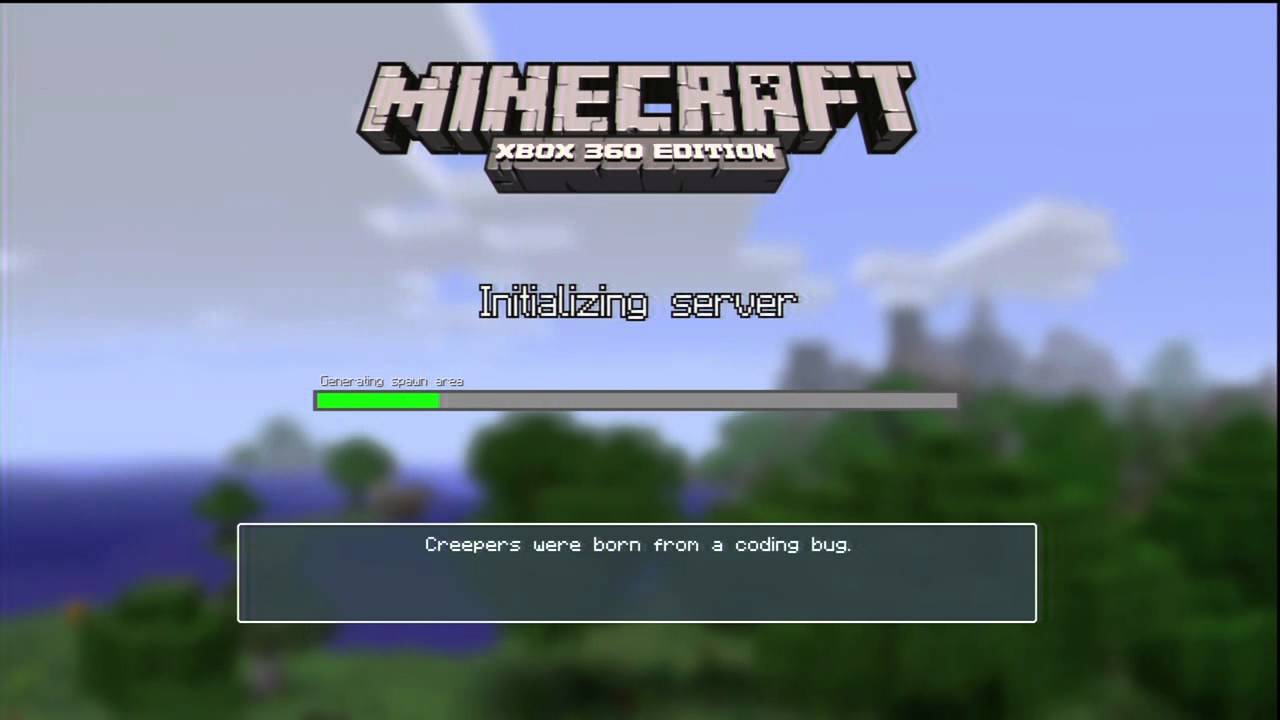 MINECRAFT
XBOX 360 EDITION
Initializing server
Generating spawn area
Creepers were born from a coding bug.